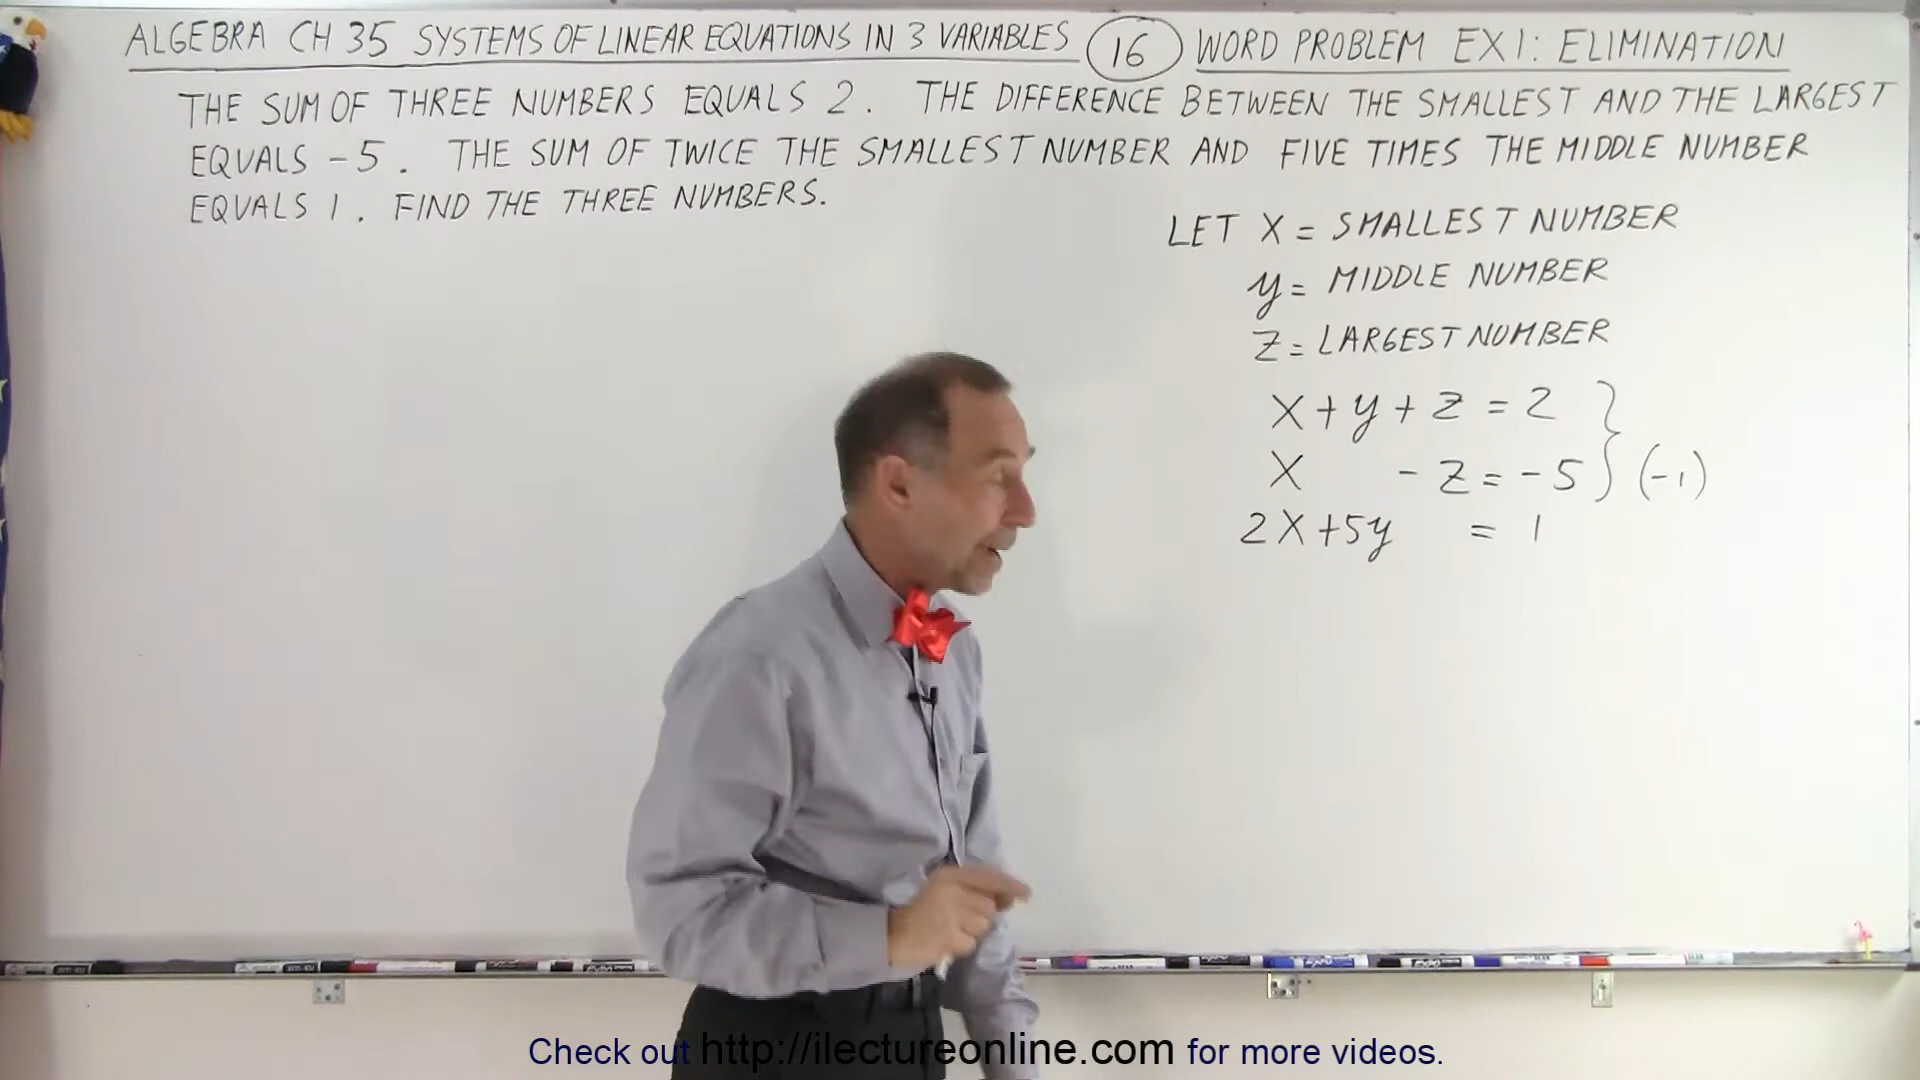 ALGEBRA CH 35 SYSTEMS OF LINEAR EQUATIONS IN 3 VARIABLES 16 WORD PROBLEM EX1: ELIMINATION
THE SUM OF THREE NUMBERS EQUALS 2. THE DIFFERENCE BETWEEN THE SMALLEST AND THE LARGEST
EQUALS -5. THE SUM OF TWICE THE SMALLEST NUMBER AND FIVE TIMES THE MIDDLE NUMBER
EQUALS 1. FIND THE THREE NUMBERS.
LET X = SMALLEST NUMBER
y = MIDDLE NUMBER
Z = LARGEST NUMBER
X + y + Z = 2
X - Z = -5 } (-1)
2X + 5y = 1
Check out http://ilectureonline.com for more videos.